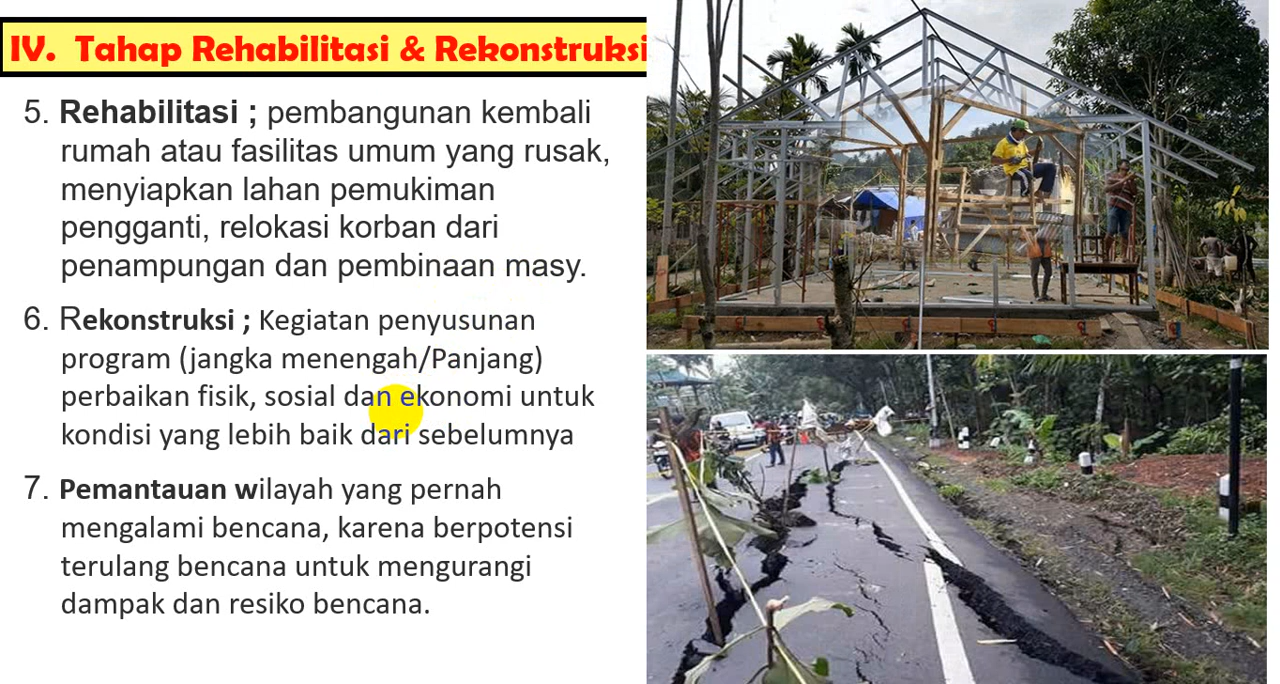 IV. Tahap Rehabilitasi & Rekonstruksi
5. Rehabilitasi ; pembangunan kembali
rumah atau fasilitas umum yang rusak,
menyiapkan lahan pemukiman
pengganti, relokasi korban dari
penampungan dan pembinaan masy.
6. Rekonstruksi ; Kegiatan penyusunan
program (jangka menengah/Panjang)
perbaikan fisik, sosial dan ekonomi untuk
kondisi yang lebih baik dari sebelumnya
7. Pemantauan wilayah yang pernah
mengalami bencana, karena berpotensi
terulang bencana untuk mengurangi
dampak dan resiko bencana.